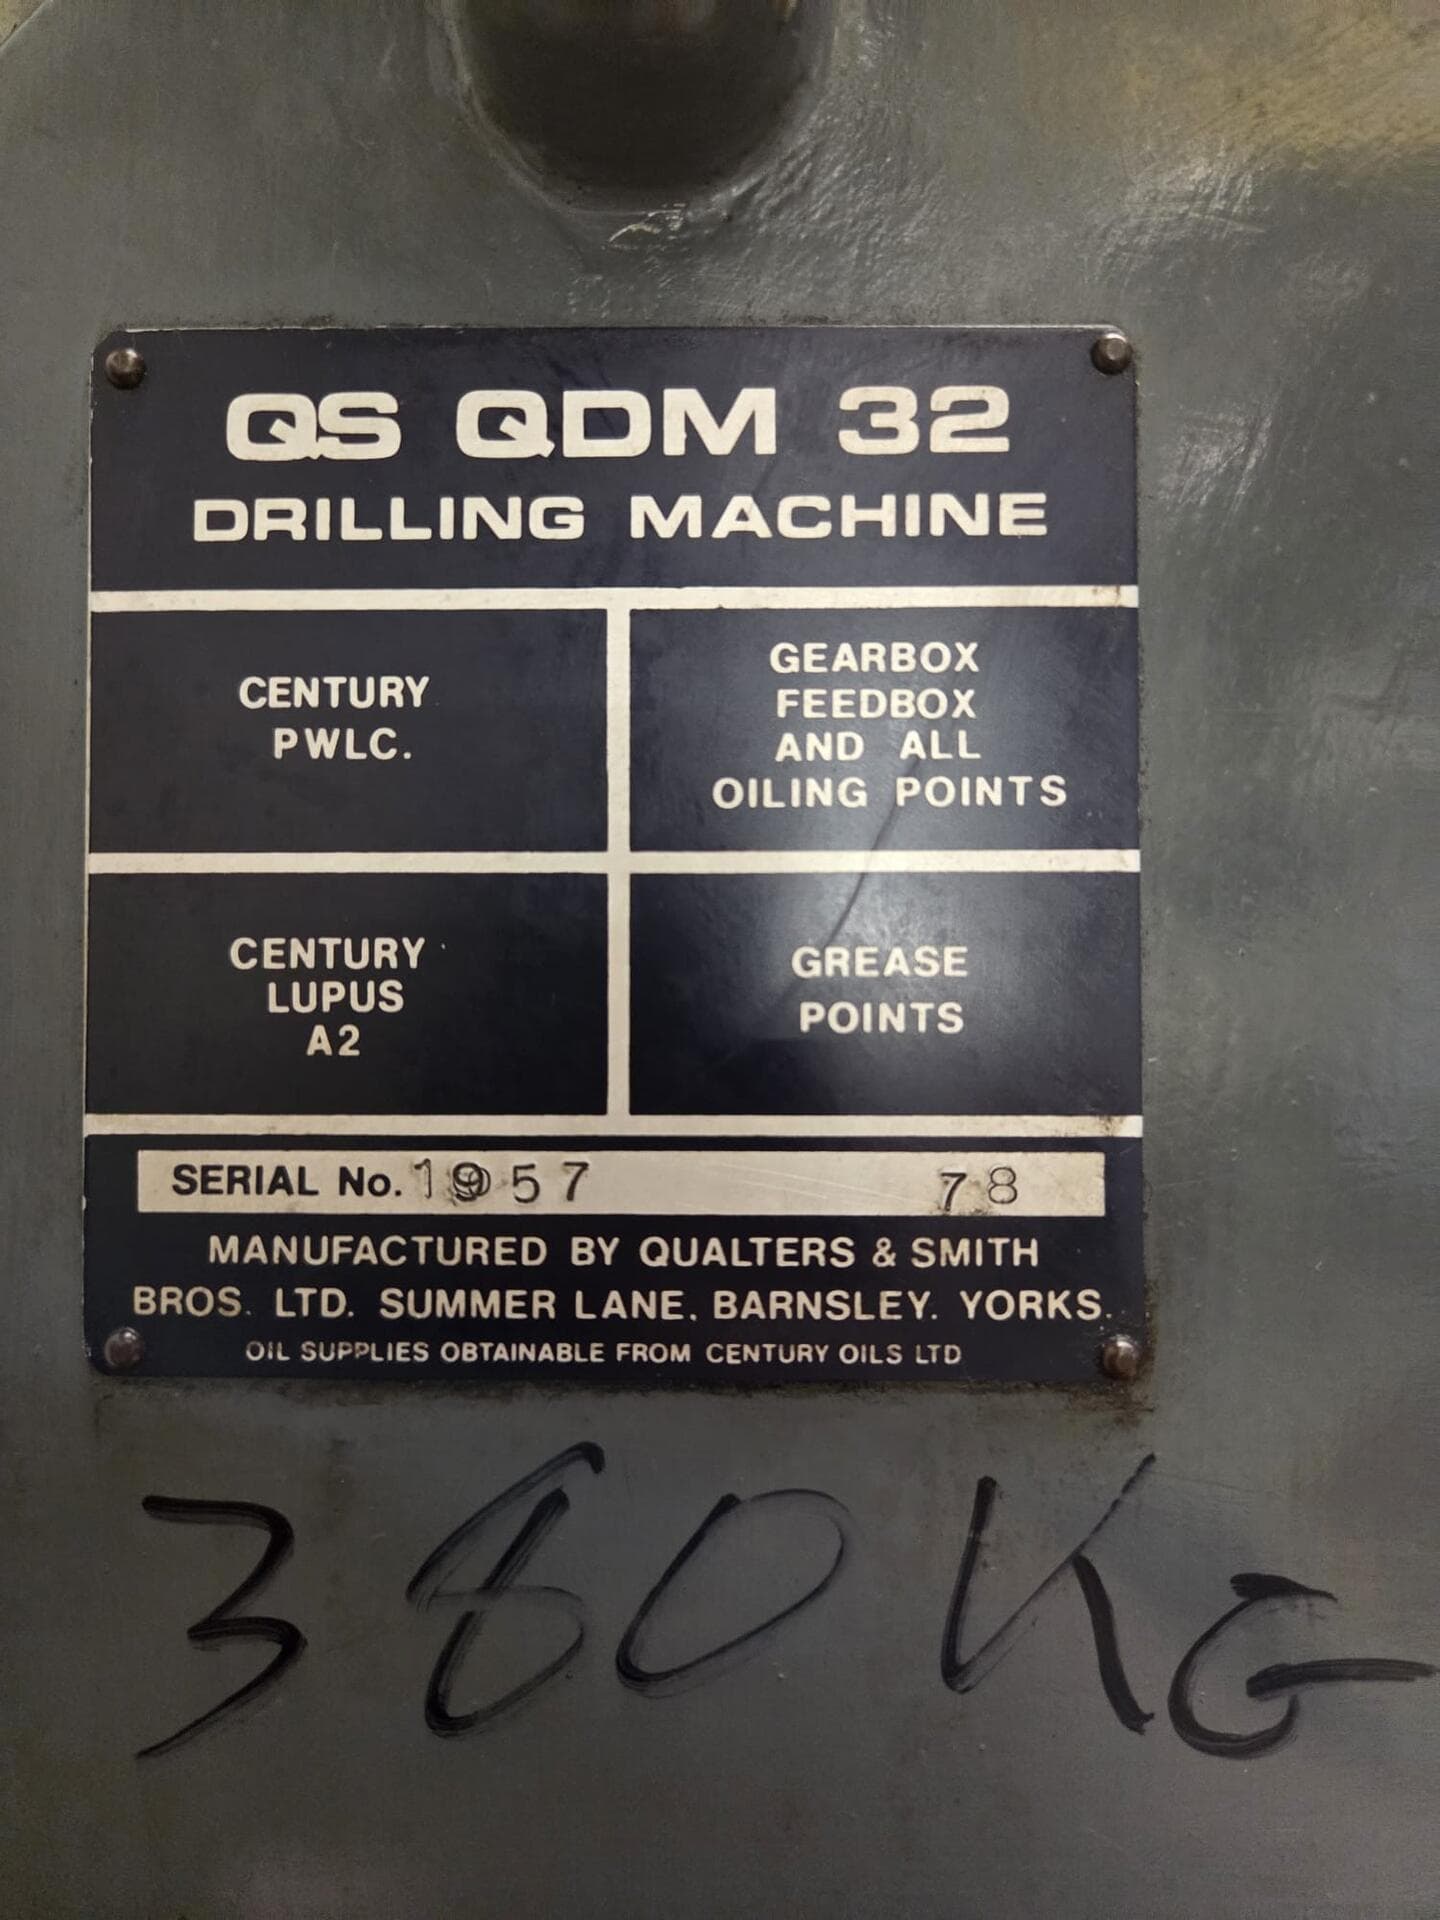 QS QDM 32
DRILLING MACHINE
CENTURY
PWLC.
GEARBOX
FEEDBOX
AND ALL
OILING POINTS
CENTURY
LUPUS
A2
GREASE
POINTS
SERIAL No. 1957 78
MANUFACTURED BY QUALTERS & SMITH
BROS. LTD. SUMMER LANE. BARNSLEY. YORKS.
OIL SUPPLIES OBTAINABLE FROM CENTURY OILS LTD
380 KG